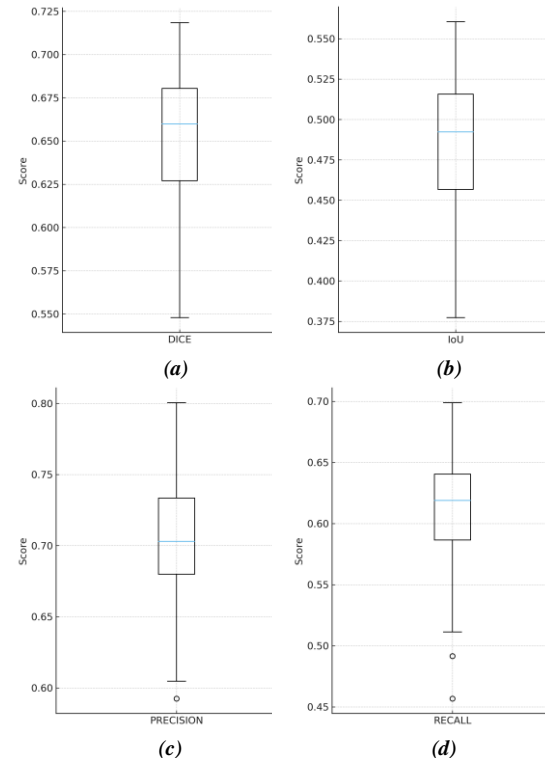 0.725
0.700
0.675
0.650
0.625
0.600
0.575
0.550
Score
DICE
(a)
0.550
0.525
0.500
0.475
0.450
0.425
0.400
0.375
Score
IoU
(b)
0.80
0.75
0.70
0.65
0.60
Score
PRECISION
(c)
0.70
0.65
0.60
0.55
0.50
0.45
Score
RECALL
(d)